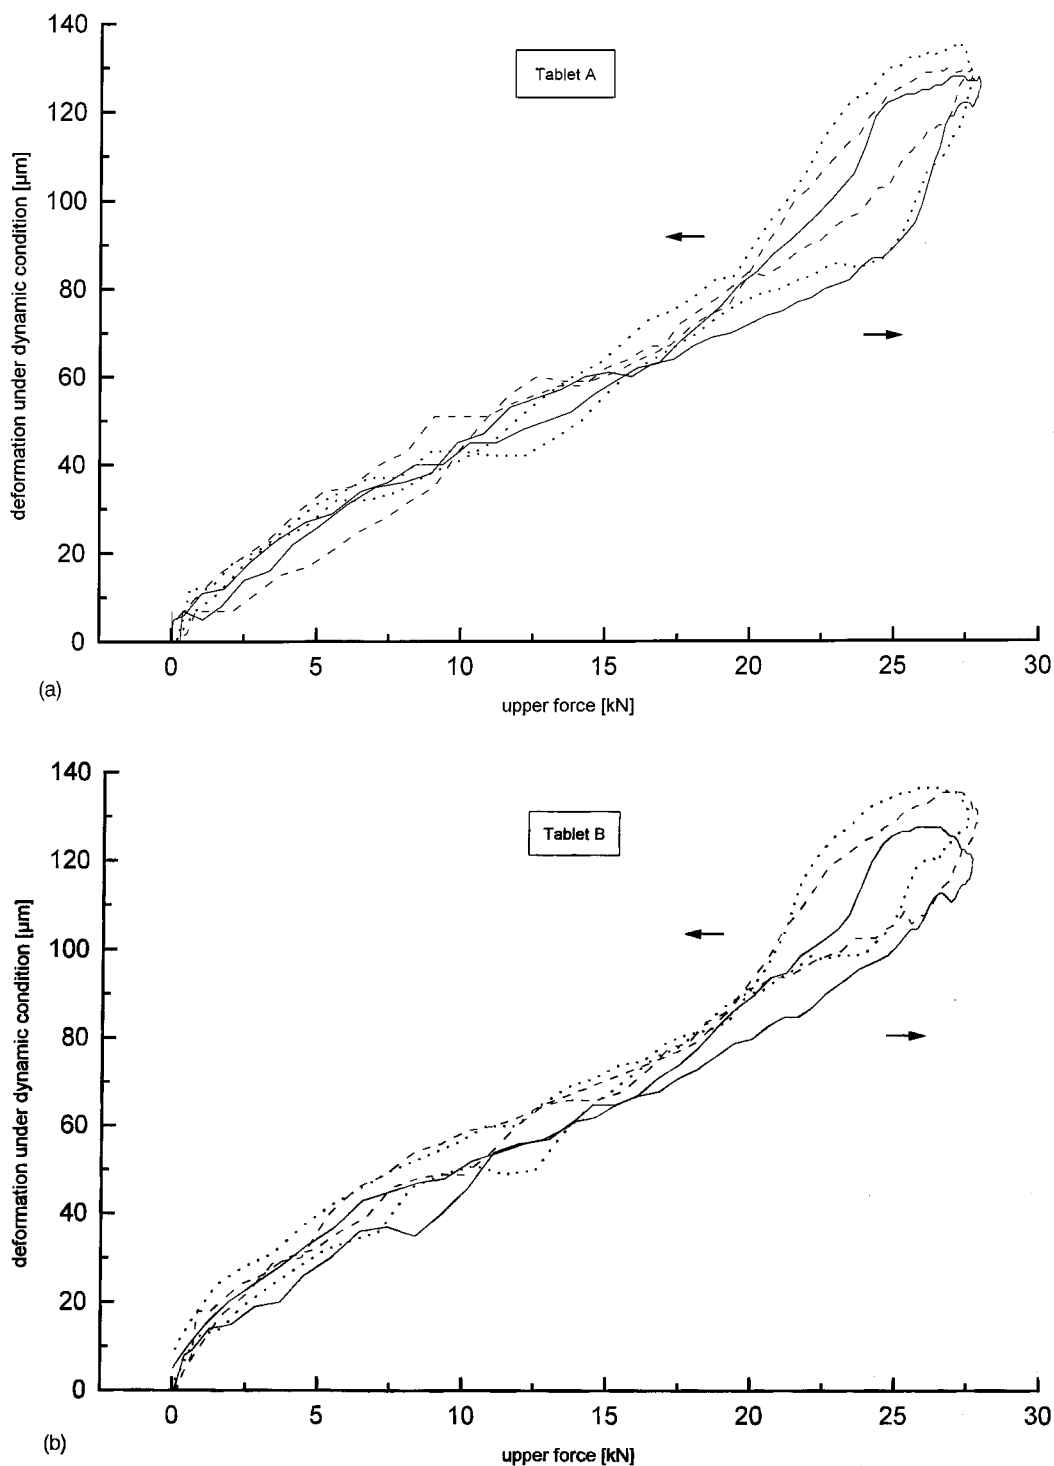 140
120
100
80
60
40
20
0
deformation under dynamic condition [µm]
Tablet A
0 5 10 15 20 25 30
upper force [kN]
(a)
140
120
100
80
60
40
20
0
deformation under dynamic condition [µm]
Tablet B
0 5 10 15 20 25 30
upper force [kN]
(b)